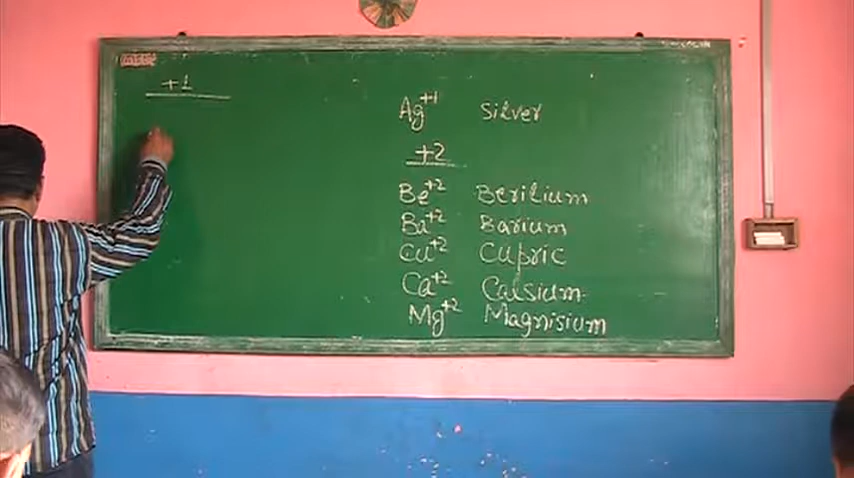 +1
Ag+1 Silver
+2
Be+2 Berilium
Ba+2 Barium
Cu+2 Cupric
Ca+2 Calsium
Mg+2 Magnisium